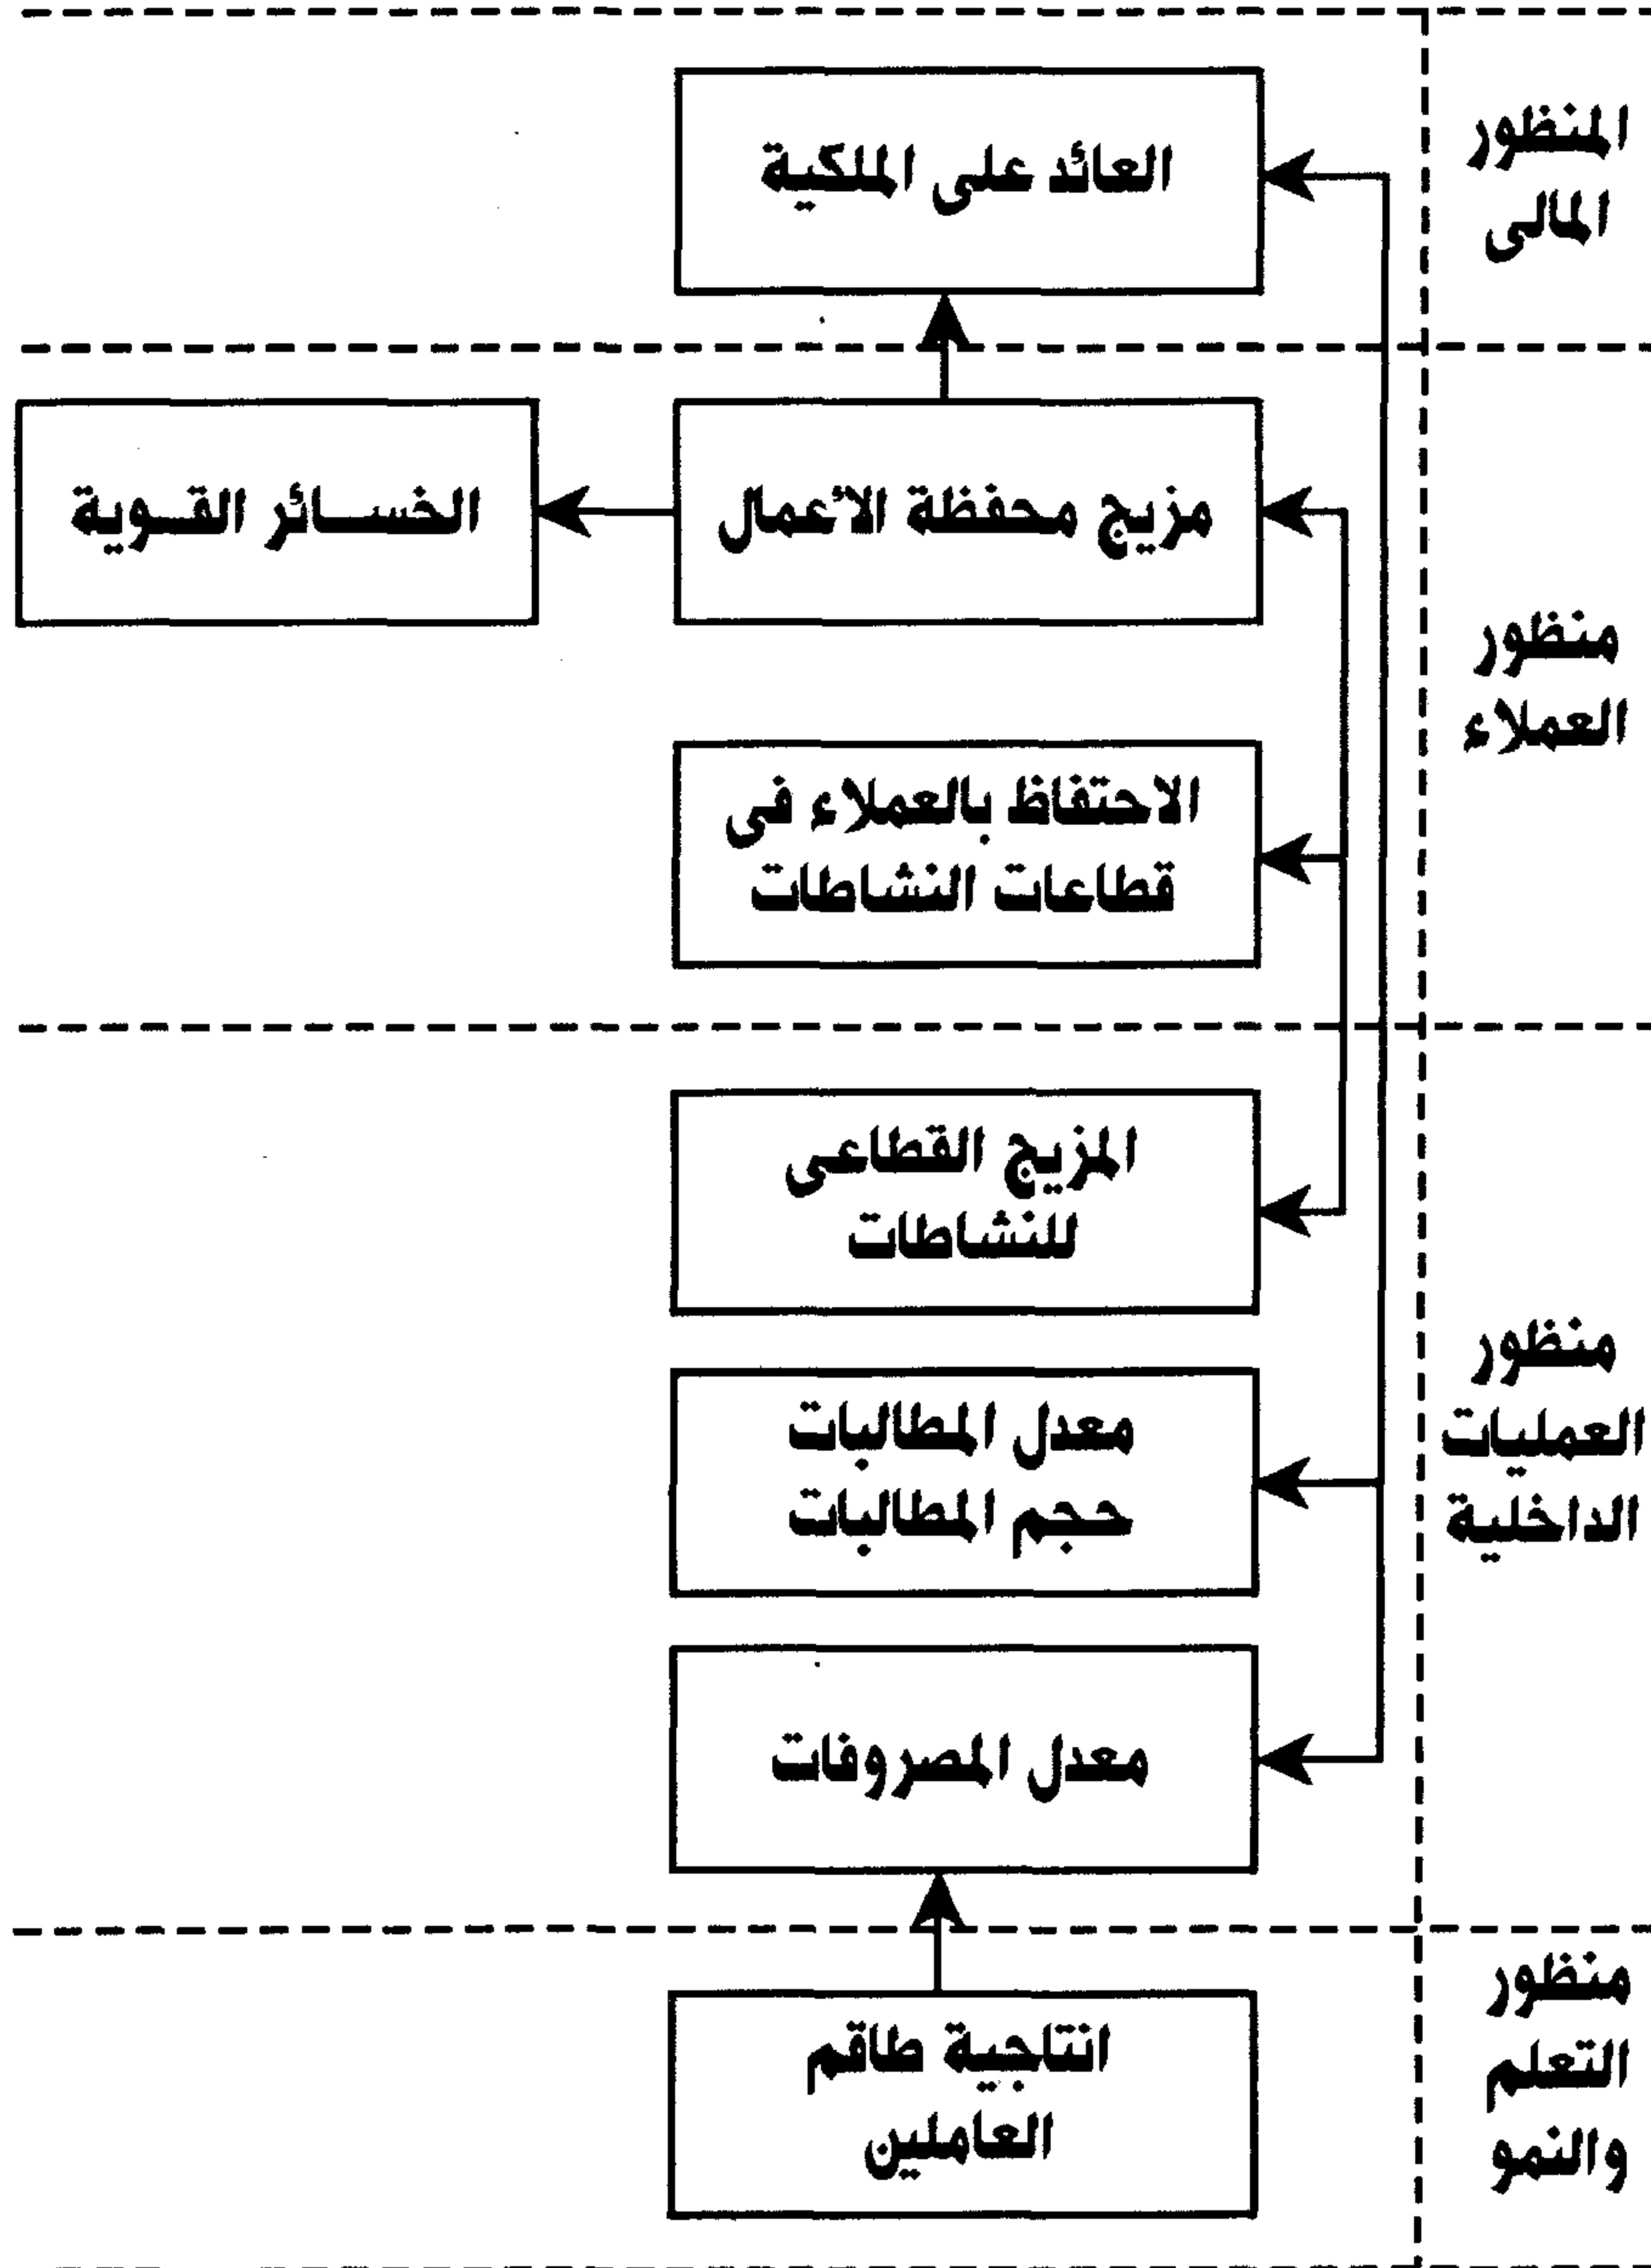 المنظور
المالى
العائد على الملكية
منظور
العملاء
مزيج محفظة الأعمال
الخسائر القوية
الاحتفاظ بالعملاء فى
قطاعات النشاطات
منظور
العمليات
الداخلية
المزيج القطاعى
للنشاطات
معدل المطالبات
حجم المطالبات
معدل المصروفات
منظور
التعلم
والنمو
انتاجية طاقم
العاملين